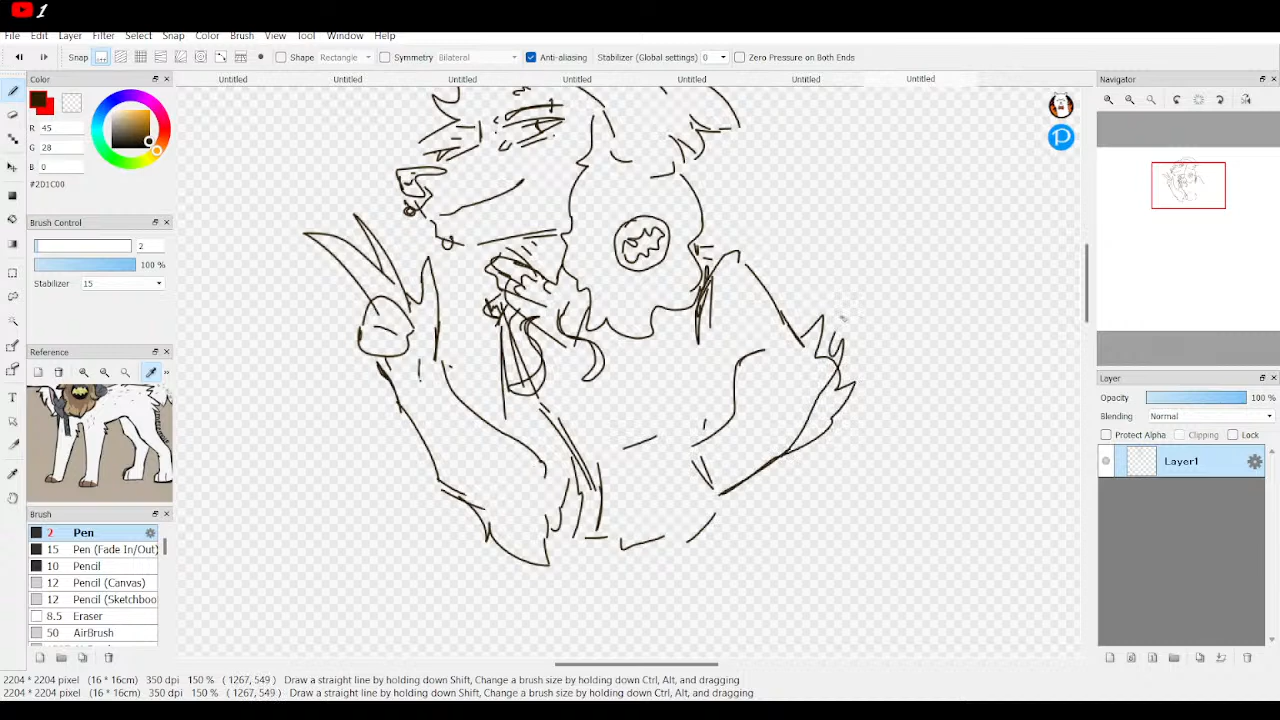 1
File Edit Layer Filter Select Snap Color Brush View Tool Window Help
Snap Shape Rectangle Symmetry Bilateral Anti-aliasing Stabilizer (Global settings) 0 Zero Pressure on Both Ends
Color
Untitled Untitled Untitled Untitled Untitled Untitled Untitled
Navigator
R 45
G 28
B 0
#2D1C00
Brush Control
2
100 %
Stabilizer 15
Reference
»
Brush
2 Pen
15 Pen (Fade In/Out)
10 Pencil
12 Pencil (Canvas)
12 Pencil (Sketchboo
8.5 Eraser
50 AirBrush
P
Layer
Opacity 100 %
Blending Normal
Protect Alpha Clipping Lock
Layer1
2204 * 2204 pixel (16 * 16cm) 350 dpi 150 % ( 1267, 549 ) Draw a straight line by holding down Shift, Change a brush size by holding down Ctrl, Alt, and dragging
2204 * 2204 pixel (16 * 16cm) 350 dpi 150 % ( 1267, 549 ) Draw a straight line by holding down Shift, Change a brush size by holding down Ctrl, Alt, and dragging